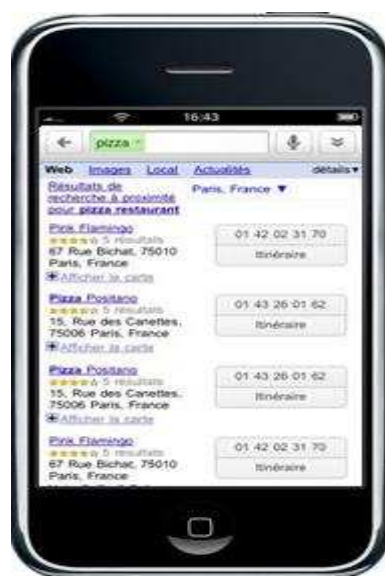 16:43
pizza
Web Images Local Actualités détails ▾
Résultats de
recherche à proximité
pour pizza restaurant
Paris, France ▼
Pink Flamingo
5 résultats
67 Rue Bichat, 75010
Paris, France
Afficher la carte
01 42 02 31 70
Itinéraire
Pizza Positano
5 résultats
15, Rue des Canettes,
75006 Paris, France
Afficher la carte
01 43 26 01 62
Itinéraire
Pizza Positano
5 résultats
15, Rue des Canettes,
75006 Paris, France
Afficher la carte
01 43 26 01 62
Itinéraire
Pink Flamingo
5 résultats
67 Rue Bichat, 75010
Paris, France
01 42 02 31 70
Itinéraire